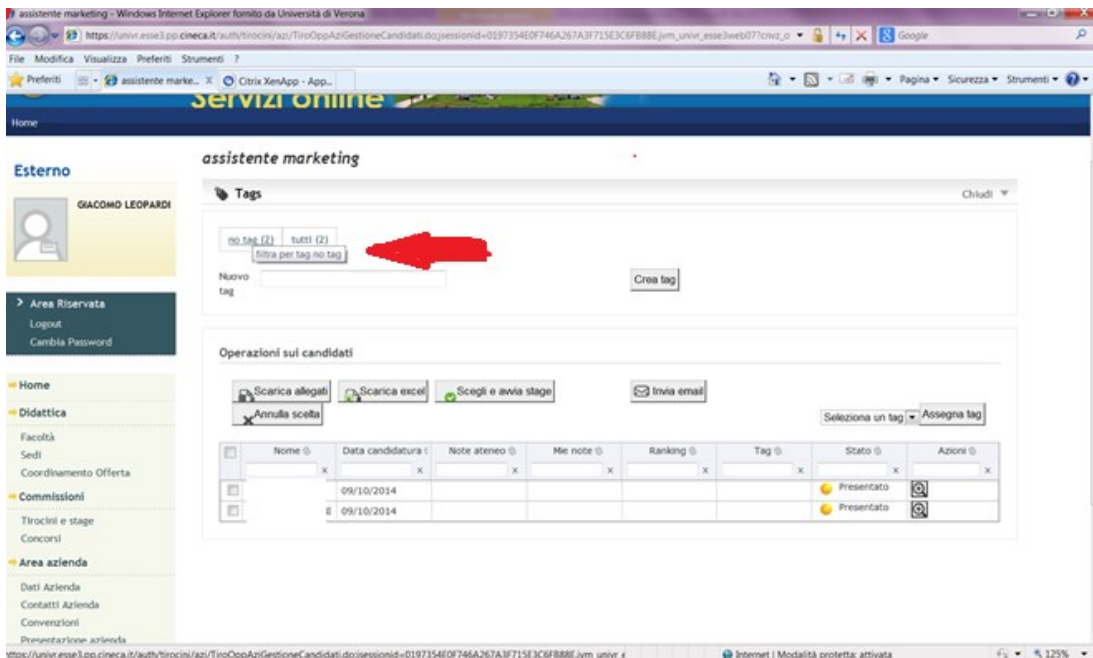 assistente marketing - Windows Internet Explorer fornito da Università di Verona
https://univr.esse3.pp.cineca.it/auth/tirocini/azi/TiroOppAziGestioneCandidati.do;jsessionid=0197354E0F746A267A3F715E3C6FB88E.jvm_univr_esse3web07?cnvz_o
Google
File Modifica Visualizza Preferiti Strumenti ?
Preferiti assistente marke... X Citrix XenApp - App... Pagina Sicurezza Strumenti
Servizi online
Home
Esterno
GIACOMO LEOPARDI
Area Riservata
Logout
Cambia Password
Home
Didattica
Facoltà
Sedi
Coordinamento Offerta
Commissioni
Tirocini e stage
Concorsi
Area azienda
Dati Azienda
Contatti Azienda
Convenzioni
Presentazione azienda
assistente marketing
Tags Chiudi
no tag (2) tutti (2)
filtra per tag no tag
Nuovo tag Crea tag
Operazioni sui candidati
Scarica allegati Scarica excel Scegli e avvia stage Invia email
Annulla scelta Seleziona un tag Assegna tag
Nome Data candidatura Note ateneo Mie note Ranking Tag Stato Azioni
x x x x x x x x
09/10/2014 Presentato
09/10/2014 Presentato
https://univr.esse3.pp.cineca.it/auth/tirocini/azi/TiroOppAziGestioneCandidati.do;jsessionid=0197354E0F746A267A3F715E3C6FB88E.jvm_univr_e Internet | Modalità protetta: attivata 125%